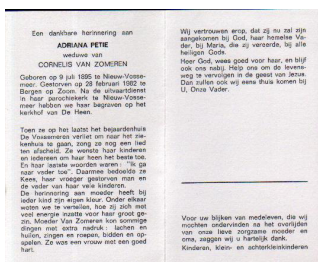 Een dankbare herinnering aan
ADRIANA PETIE
weduwe van
CORNELIS VAN ZOMEREN
Geboren op 9 juli 1895 te Nieuw-Vosse-
meer. Gestorven op 28 februari 1982 te
Bergen op Zoom. Na de uitvaartdienst
in haar parochiekerk te Nieuw-Vosse-
meer hebben we haar begraven op het
kerkhof van De Heen.
Toen ze op het laatst het bejaardenhuis
De Vossemeren verliet om naar het zie-
kenhuis te gaan, zong ze nog een lied
ten afscheid. Ze wenste haar kinderen
en iedereen om haar heen het beste toe.
En haar laatste woorden waren: "Ik ga
naar vader toe". Daarmee bedoelde ze
Kees, haar vroeger gestorven man en
de vader van haar vele kinderen.
De herinnering aan moeder heeft bij
ieder kind zijn eigen kleur. Onder elkaar
weten we te vertellen, hoe zij zich met
veel energie inzette voor haar groot ge-
zin. Moeder Van Zomeren kon sommige
dingen met extra nadruk: lachen en
huilen, zingen en roepen, bidden en op-
spelen. Ze was een vrouw met een goed
hart.
Wij vertrouwen erop, dat zij nu zal zijn
aangekomen bij God, haar hemelse Va-
der, bij Maria, die zij vereerde, bij alle
heiligen Gods.
Heer God, wees goed voor haar, en blijf
ook ons nabij. Help ons om de levens-
weg te vervolgen in de geest van Jezus.
Dan zullen ook wij eens thuis komen bij
U, Onze Vader.
Voor uw blijken van medeleven, die wij
mochten ondervinden na het overlijden
van onze lieve zorgzame moeder en
oma, zeggen wij u hartelijk dank.
Kinderen, klein- en achterkleinkinderen